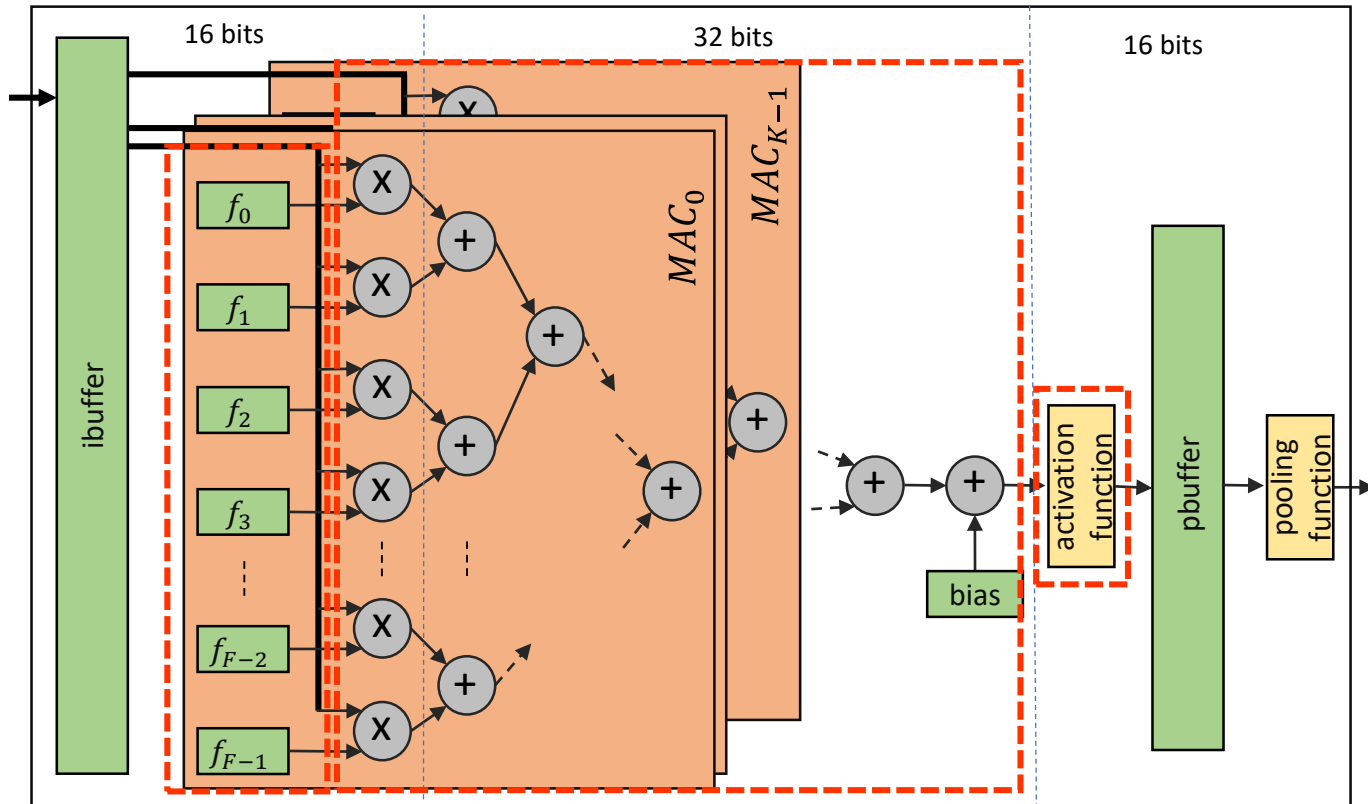 16 bits
32 bits
16 bits
ibuffer
X
MAC_{K-1}
MAC_0
f_0
X
+
f_1
X
+
f_2
X
+
+
f_3
X
+
+
+
activation
function
pbuffer
pooling
function
bias
f_{F-2}
X
+
f_{F-1}
X